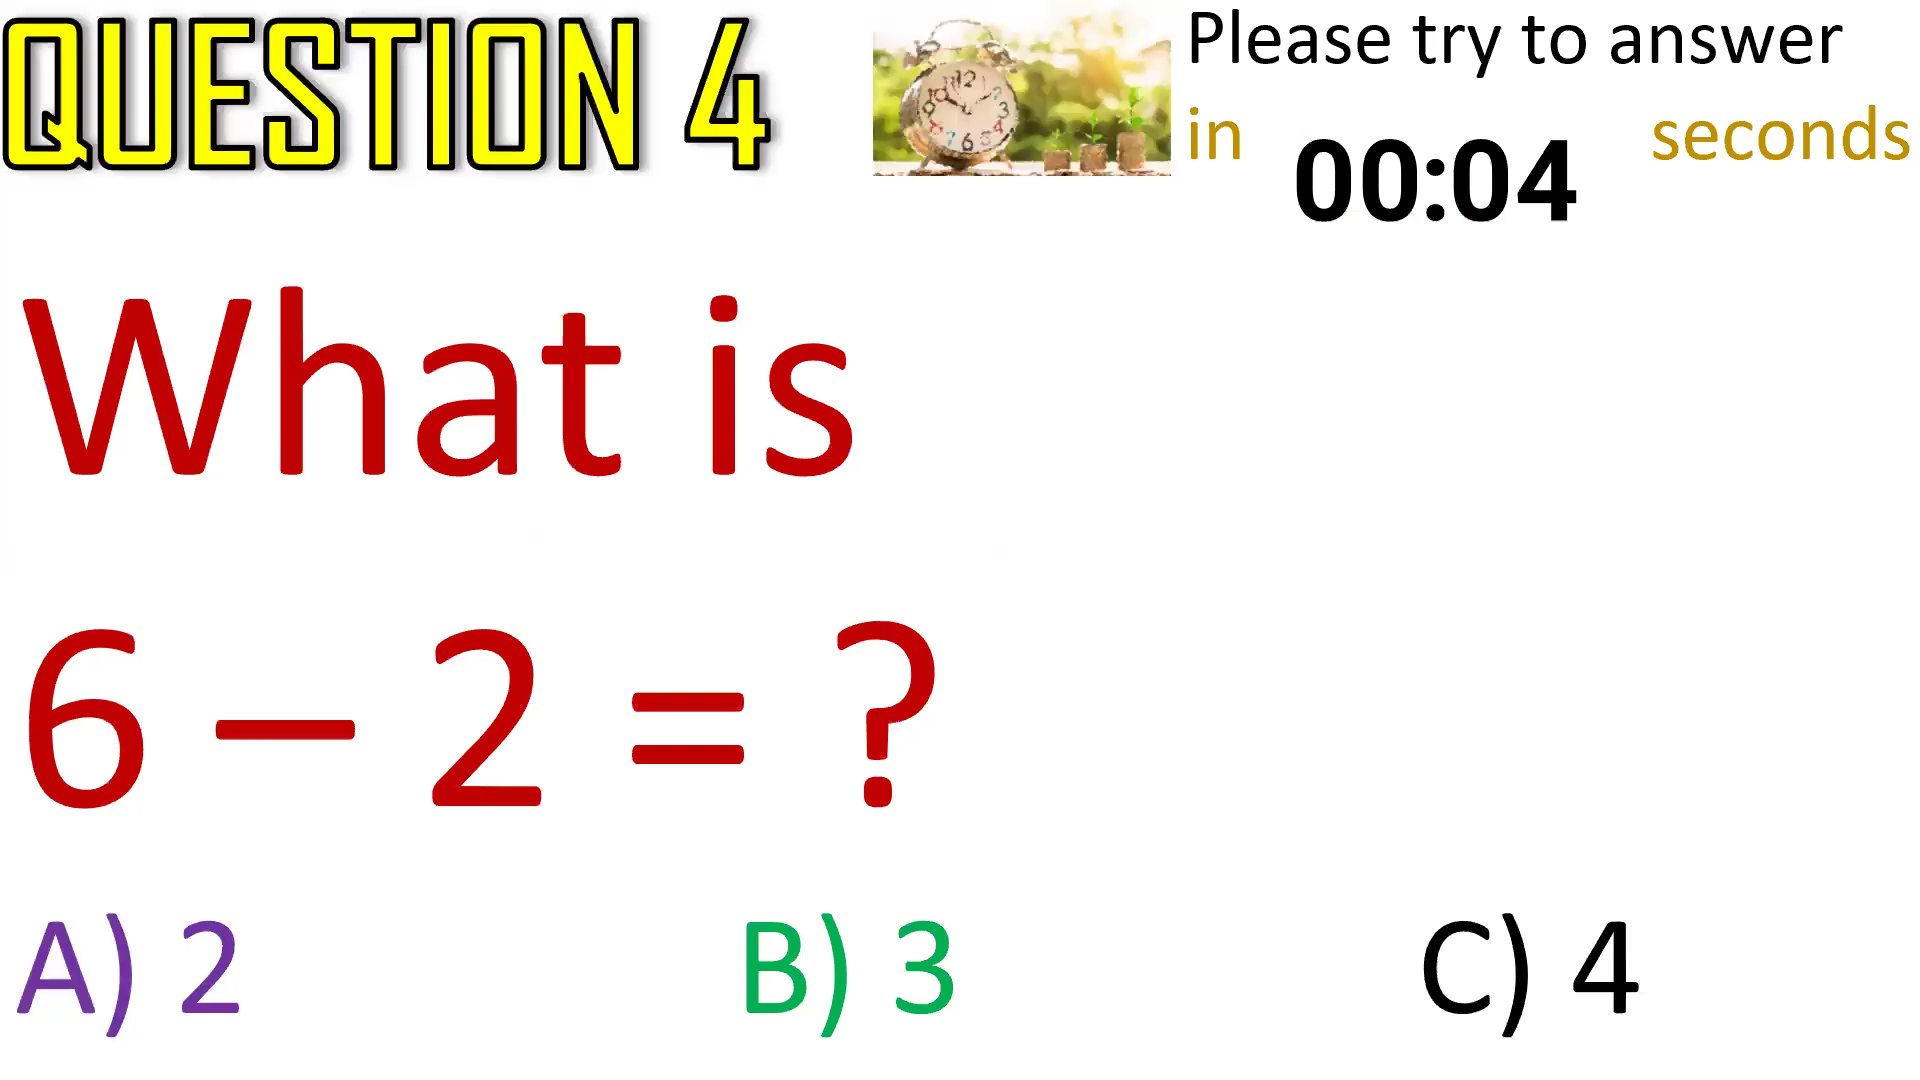 QUESTION 4
Please try to answer
in 00:04 seconds
What is
6 – 2 = ?
A) 2 B) 3 C) 4